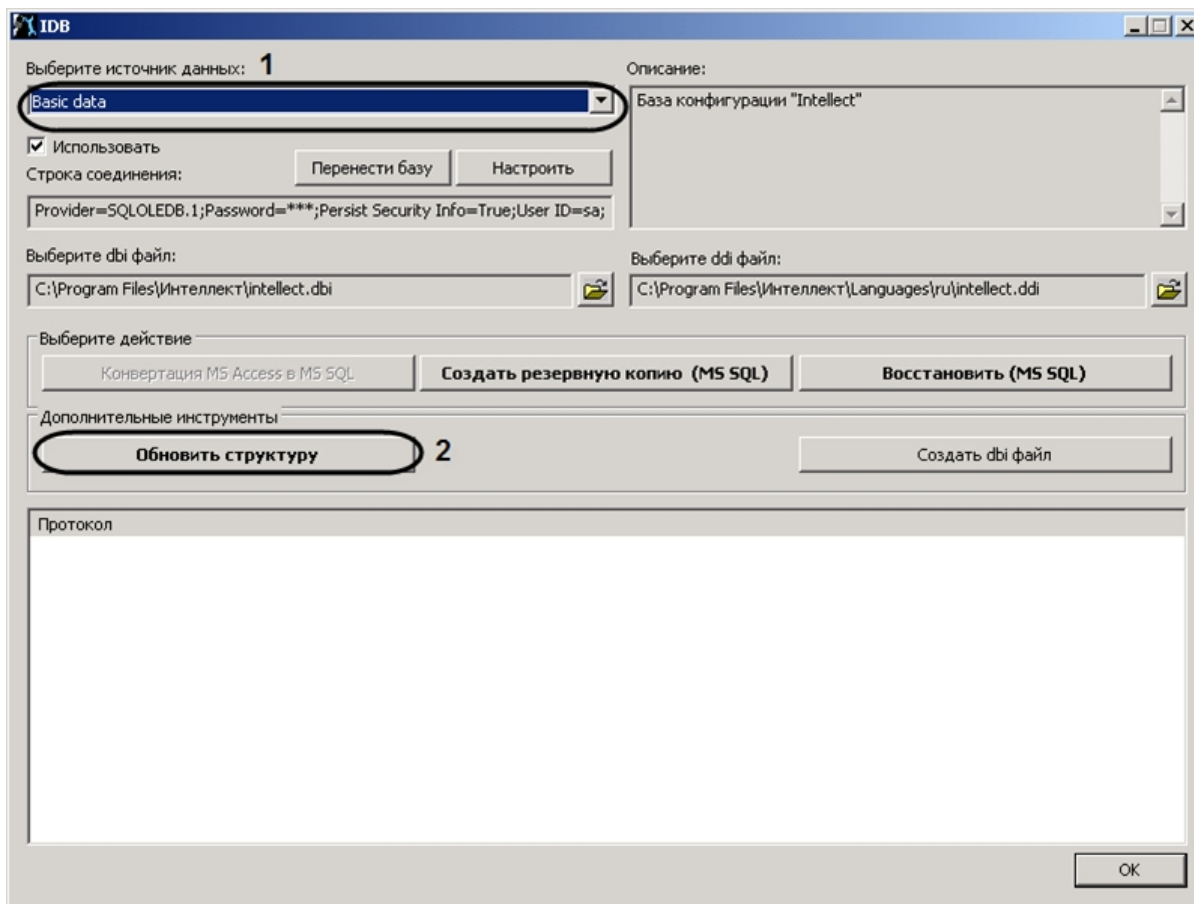 IDB
Выберите источник данных: 1
Basic data
Использовать
Перенести базу
Настроить
Строка соединения:
Provider=SQLOLEDB.1;Password=***;Persist Security Info=True;User ID=sa;
Описание:
База конфигурации "Intellect"
Выберите dbi файл:
C:\Program Files\Интеллект\intellect.dbi
Выберите ddi файл:
C:\Program Files\Интеллект\Languages\ru\intellect.ddi
Выберите действие
Конвертация MS Access в MS SQL
Создать резервную копию (MS SQL)
Восстановить (MS SQL)
Дополнительные инструменты
Обновить структуру 2
Создать dbi файл
Протокол
OK